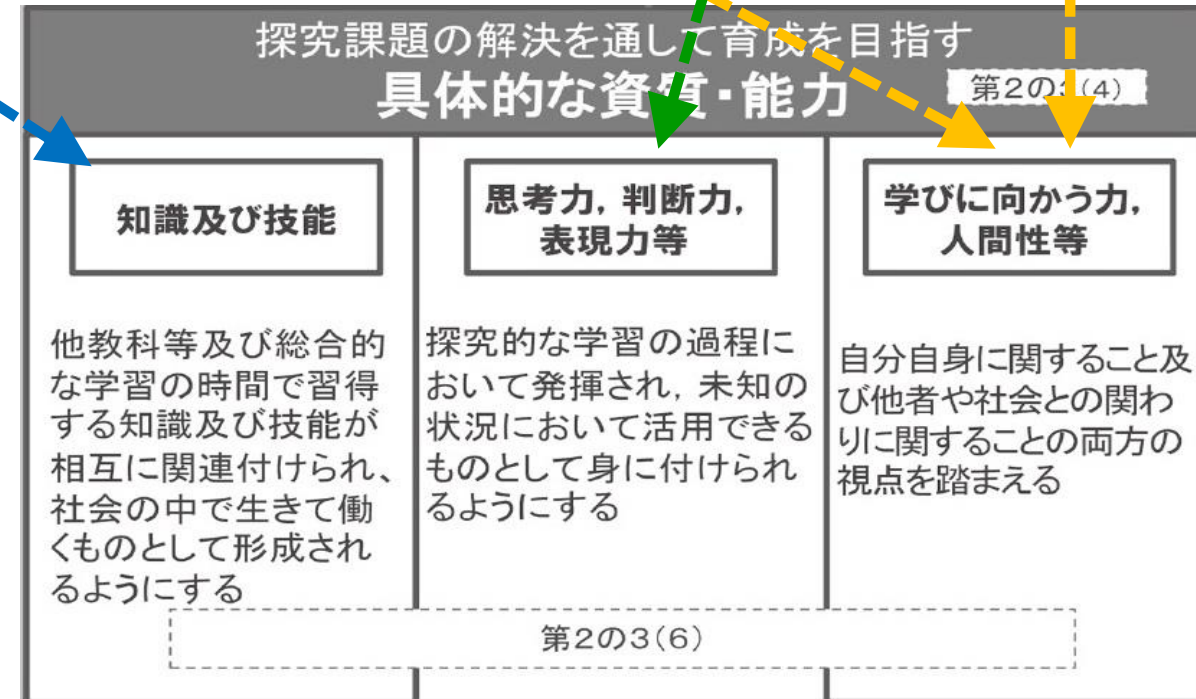 探究課題の解決を通して育成を目指す
具体的な資質・能力
第2の3(4)
知識及び技能
他教科等及び総合的
な学習の時間で習得
する知識及び技能が
相互に関連付けられ、
社会の中で生きて働
くものとして形成され
るようにする
思考力，判断力，
表現力等
探究的な学習の過程に
おいて発揮され，未知の
状況において活用できる
ものとして身に付けられ
るようにする
学びに向かう力，
人間性等
自分自身に関すること及
び他者や社会との関わ
りに関することの両方の
視点を踏まえる
第2の3(6)